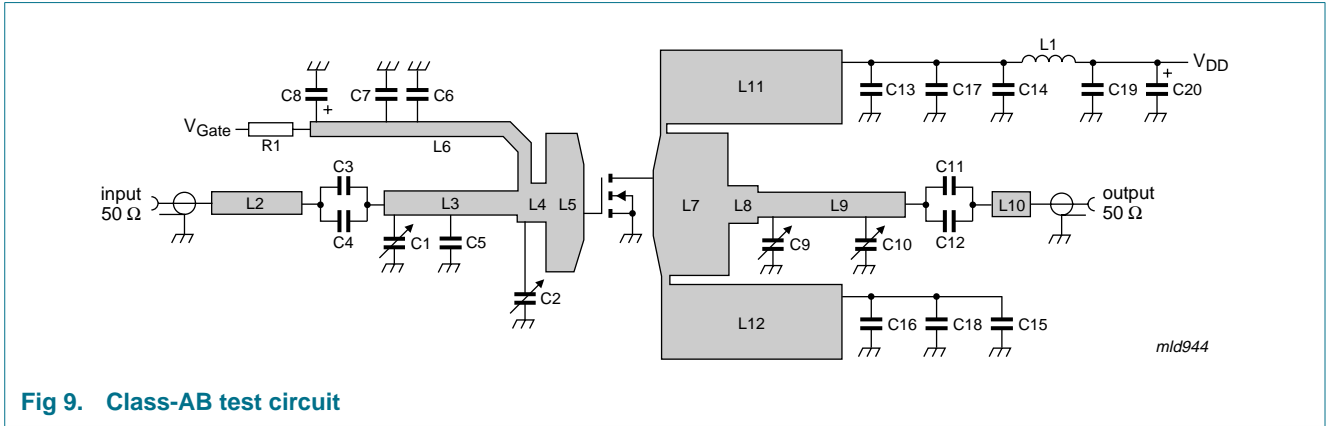 L1
V_DD
L11
C8
+
C7
C6
C13
C17
C14
C19
+
C20
V_Gate
R1
L6
C3
C11
input
50 Ω
L2
L3
L4
L5
L7
L8
L9
L10
output
50 Ω
C4
C1
C5
C9
C10
C12
C2
L12
C16
C18
C15
mld944
Fig 9. Class-AB test circuit